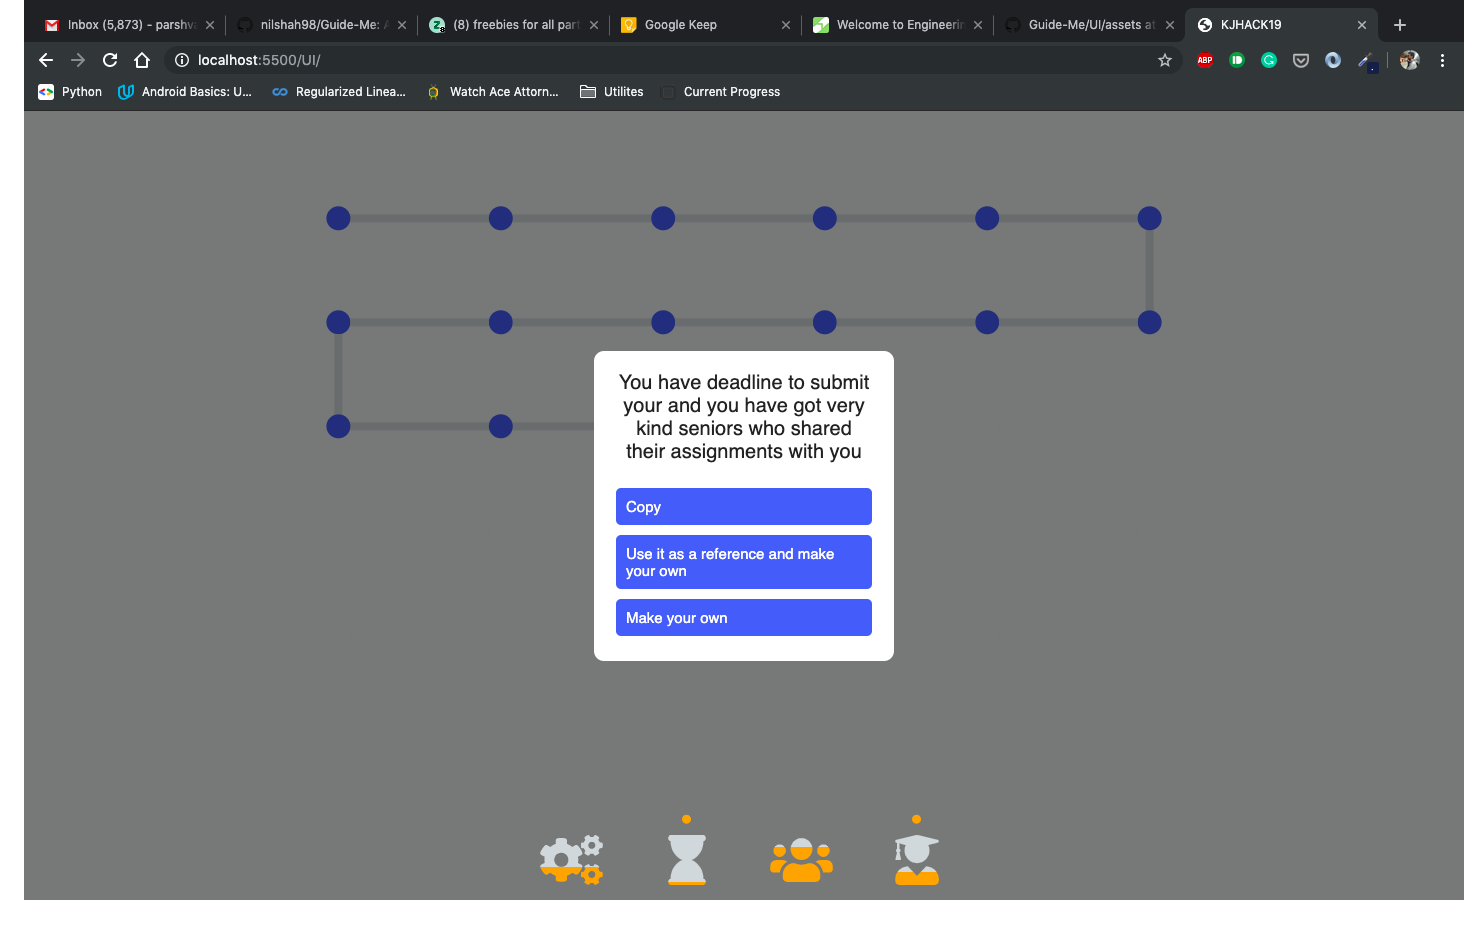 Inbox (5,873) - parshv
nilshah98/Guide-Me: A
(8) freebies for all part
Google Keep
Welcome to Engineerin
Guide-Me/UI/assets at
KJHACK19
localhost:5500/UI/
ABP
Python
Android Basics: U...
Regularized Linea...
Watch Ace Attorn...
Utilites
Current Progress
You have deadline to submit
your and you have got very
kind seniors who shared
their assignments with you
Copy
Use it as a reference and make
your own
Make your own